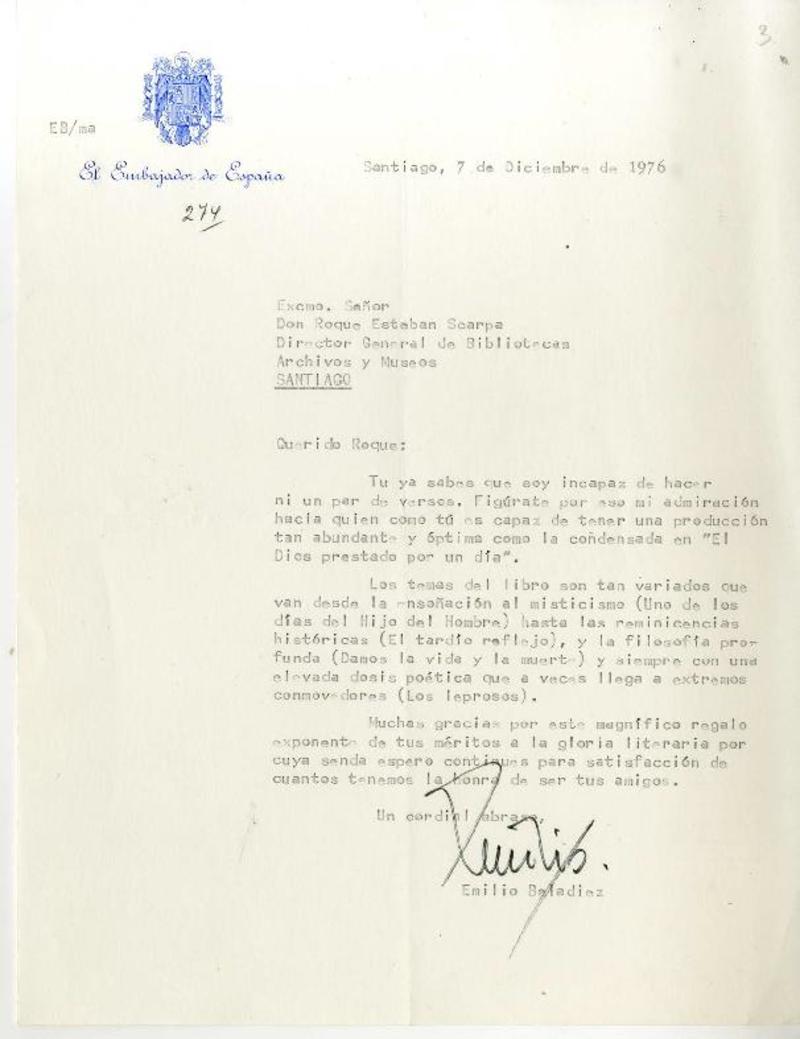 3
EB/ma
El Embajador de España
Santiago, 7 de Diciembre de 1976
274
Excmo. Señor
Don Roque Esteban Scarpa
Director General de Bibliotecas
Archivos y Museos
SANTIAGO
Querido Roque:
Tu ya sabes que soy incapaz de hacer
ni un par de versos. Figúrate por eso mi admiración
hacia quien como tú es capaz de tener una producción
tan abundante y óptima como la condensada en "El
Dios prestado por un día".
Los temas del libro son tan variados que
van desde la ensoñación al misticismo (Uno de los
días del Hijo del Hombre) hasta las reminicencias
históricas (El tardío reflejo), y la filosofía pro-
funda (Damos la vida y la muerte) y siempre con una
elevada dosis poética que a veces llega a extremos
conmovedores (Los leprosos).
Muchas gracias por este magnífico regalo
exponente de tus méritos a la gloria literaria por
cuya senda espero continues para satisfacción de
cuantos tenemos la honra de ser tus amigos.
Un cordial abrazo,
Emilio
Emilio Beladiez